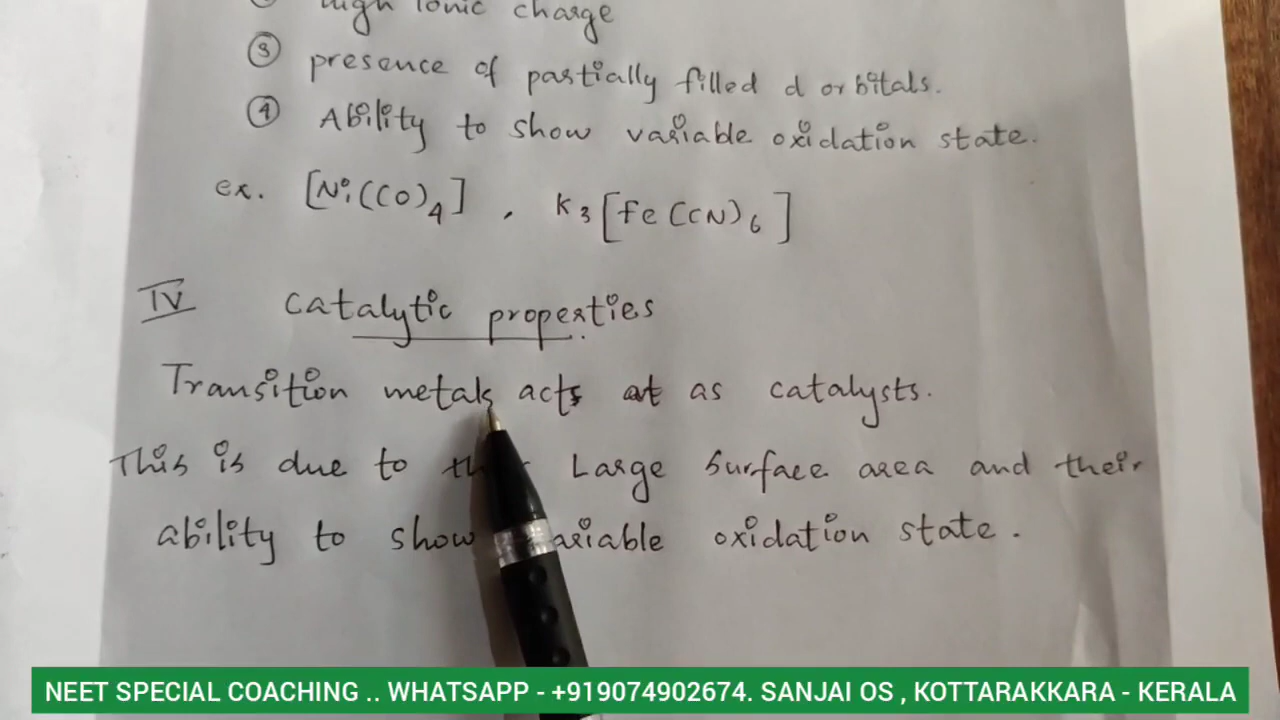 high ionic charge
③ presence of partially filled d orbitals.
④ Ability to show variable oxidation state.
ex. [Ni(CO)4] , K3[Fe(CN)6]
IV Catalytic properties
Transition metals acts as catalysts.
This is due to Large surface area and their
ability to show variable oxidation state.
NEET SPECIAL COACHING .. WHATSAPP - +919074902674. SANJAI OS , KOTTARAKKARA - KERALA